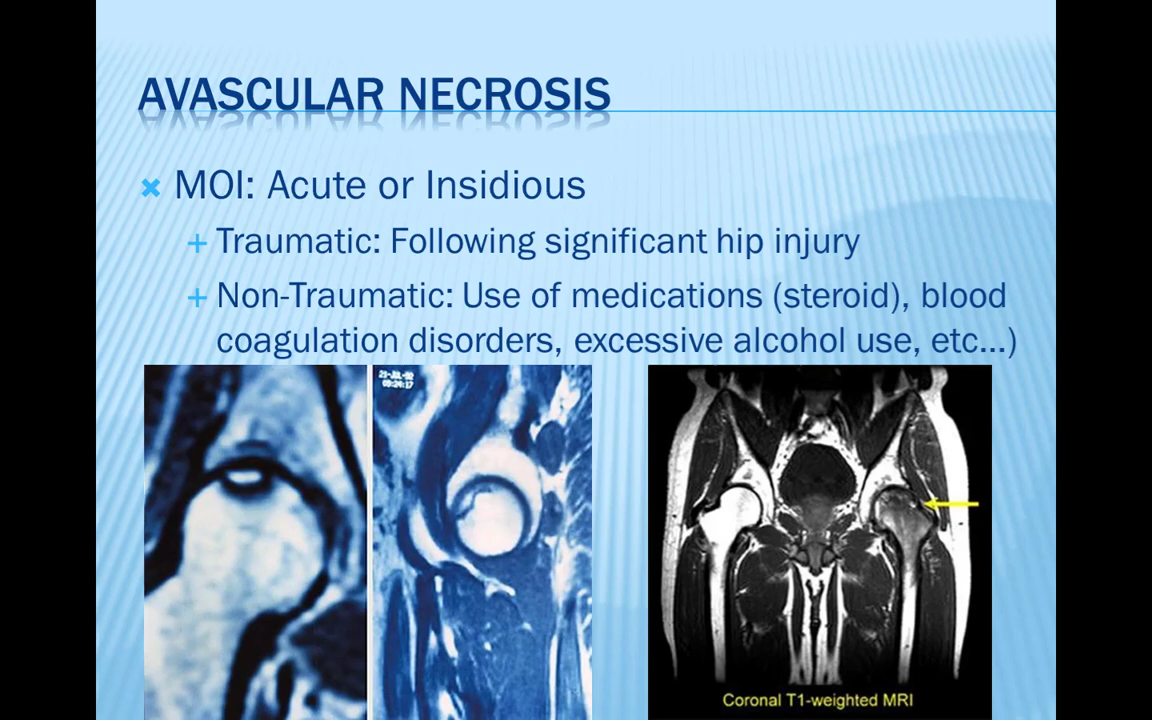 AVASCULAR NECROSIS
MOI: Acute or Insidious
Traumatic: Following significant hip injury
Non-Traumatic: Use of medications (steroid), blood
coagulation disorders, excessive alcohol use, etc...)
Coronal T1-weighted MRI